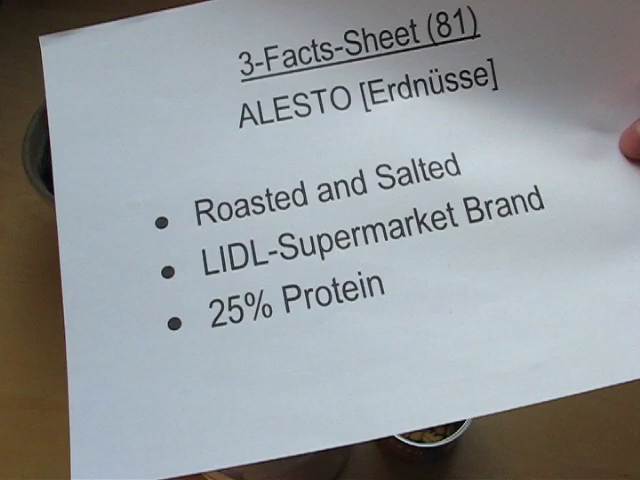 3-Facts-Sheet (81)
ALESTO [Erdnüsse]
• Roasted and Salted
• LIDL-Supermarket Brand
• 25% Protein